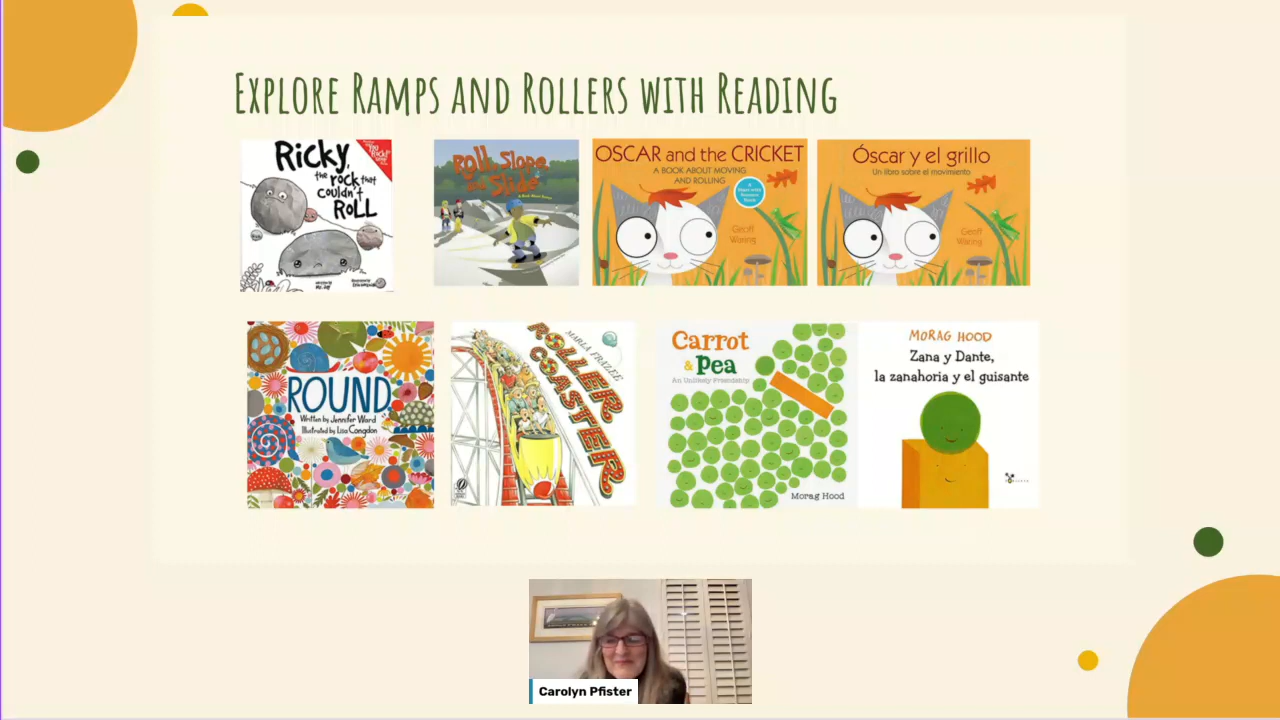 Explore Ramps and Rollers with Reading
Ricky,
the rock that
couldn't
ROLL
Roll, Slope,
and Slide
OSCAR and the CRICKET
A BOOK ABOUT MOVING
AND ROLLING
Geoff
Waring
Óscar y el grillo
Un libro sobre el movimiento
Geoff
Waring
ROUND
Written by Jennifer Ward
Illustrated by Lisa Congdon
ROLLER
COASTER
MARLA FRAZEE
Carrot
& Pea
An Unlikely Friendship
Morag Hood
MORAG HOOD
Zana y Dante,
la zanahoria y el guisante
Carolyn Pfister